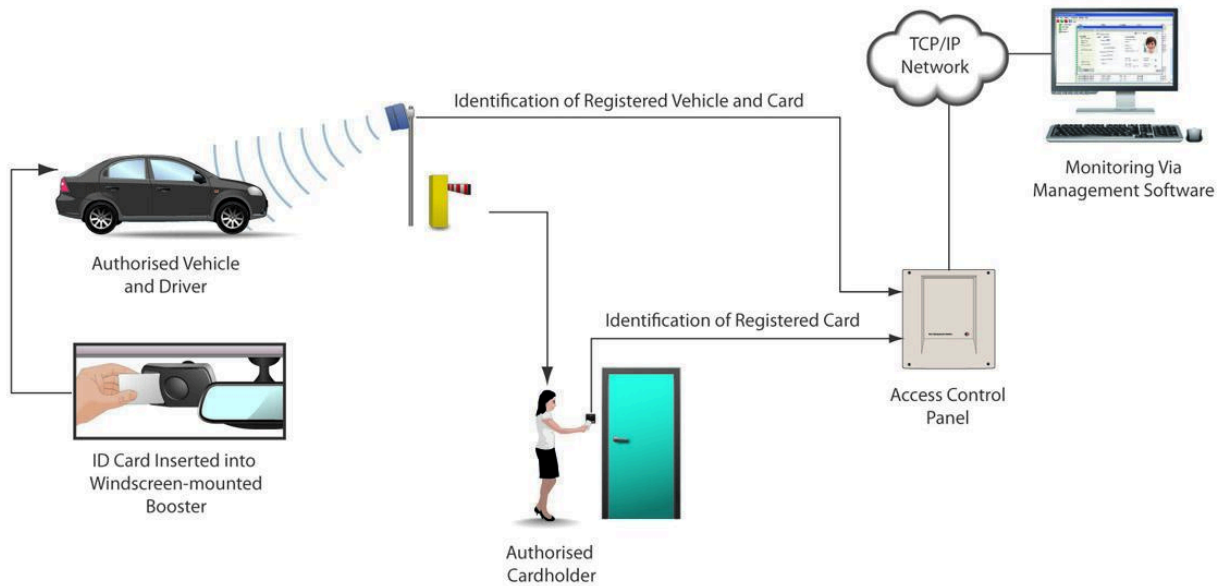 TCP/IP
Network
Identification of Registered Vehicle and Card
Monitoring Via
Management Software
Authorised Vehicle
and Driver
Identification of Registered Card
Access Control
Panel
ID Card Inserted into
Windscreen-mounted
Booster
Authorised
Cardholder